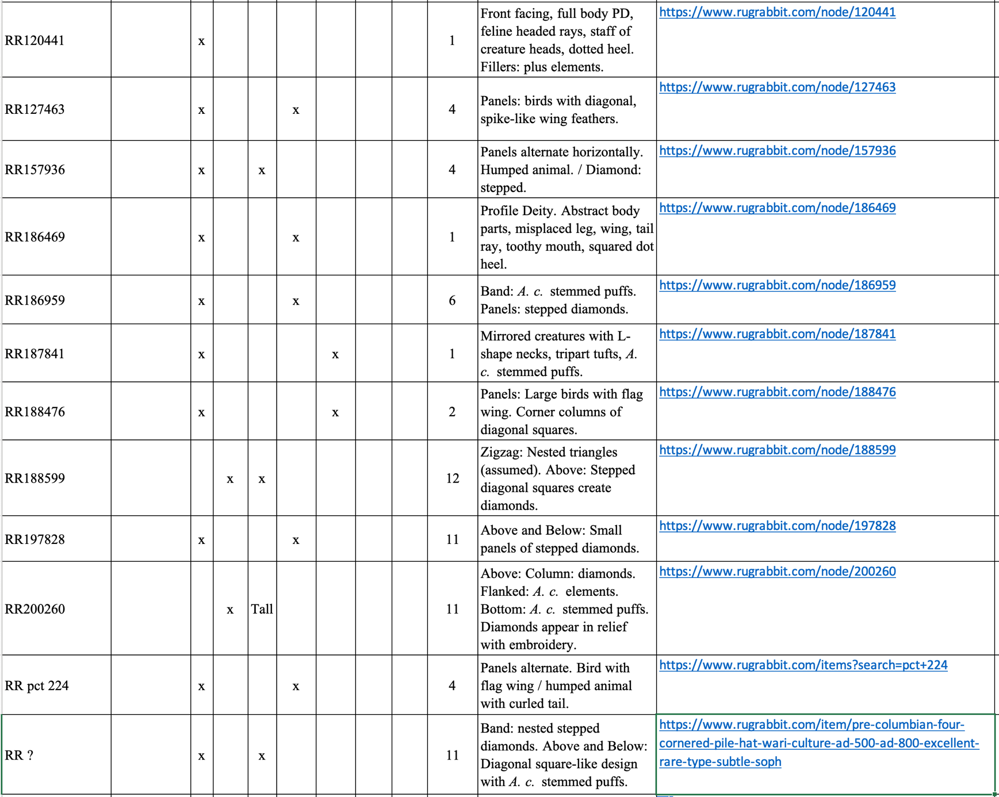 RR120441 x 1 Front facing, full body PD, https://www.rugrabbit.com/node/120441
feline headed rays, staff of
creature heads, dotted heel.
Fillers: plus elements.
RR127463 x x 4 Panels: birds with diagonal, https://www.rugrabbit.com/node/127463
spike-like wing feathers.
RR157936 x x 4 Panels alternate horizontally. https://www.rugrabbit.com/node/157936
Humped animal. / Diamond:
stepped.
RR186469 x x 1 Profile Deity. Abstract body https://www.rugrabbit.com/node/186469
parts, misplaced leg, wing, tail
ray, toothy mouth, squared dot
heel.
RR186959 x x 6 Band: A. c. stemmed puffs. https://www.rugrabbit.com/node/186959
Panels: stepped diamonds.
RR187841 x x 1 Mirrored creatures with L- https://www.rugrabbit.com/node/187841
shape necks, tripart tufts, A.
c. stemmed puffs.
RR188476 x x 2 Panels: Large birds with flag https://www.rugrabbit.com/node/188476
wing. Corner columns of
diagonal squares.
RR188599 x x 12 Zigzag: Nested triangles https://www.rugrabbit.com/node/188599
(assumed). Above: Stepped
diagonal squares create
diamonds.
RR197828 x x 11 Above and Below: Small https://www.rugrabbit.com/node/197828
panels of stepped diamonds.
RR200260 x Tall 11 Above: Column: diamonds. https://www.rugrabbit.com/node/200260
Flanked: A. c. elements.
Bottom: A. c. stemmed puffs.
Diamonds appear in relief
with embroidery.
RR pct 224 x x 4 Panels alternate. Bird with https://www.rugrabbit.com/items?search=pct+224
flag wing / humped animal
with curled tail.
RR ? x x 11 Band: nested stepped https://www.rugrabbit.com/item/pre-columbian-four-
diamonds. Above and Below: cornered-pile-hat-wari-culture-ad-500-ad-800-excellent-
Diagonal square-like design rare-type-subtle-soph
with A. c. stemmed puffs.